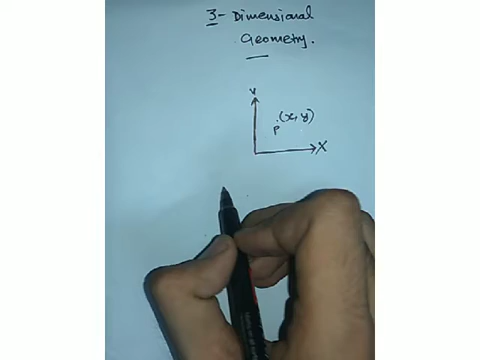 3-Dimensional
Geometry.
Y
.(x, y)
P
X